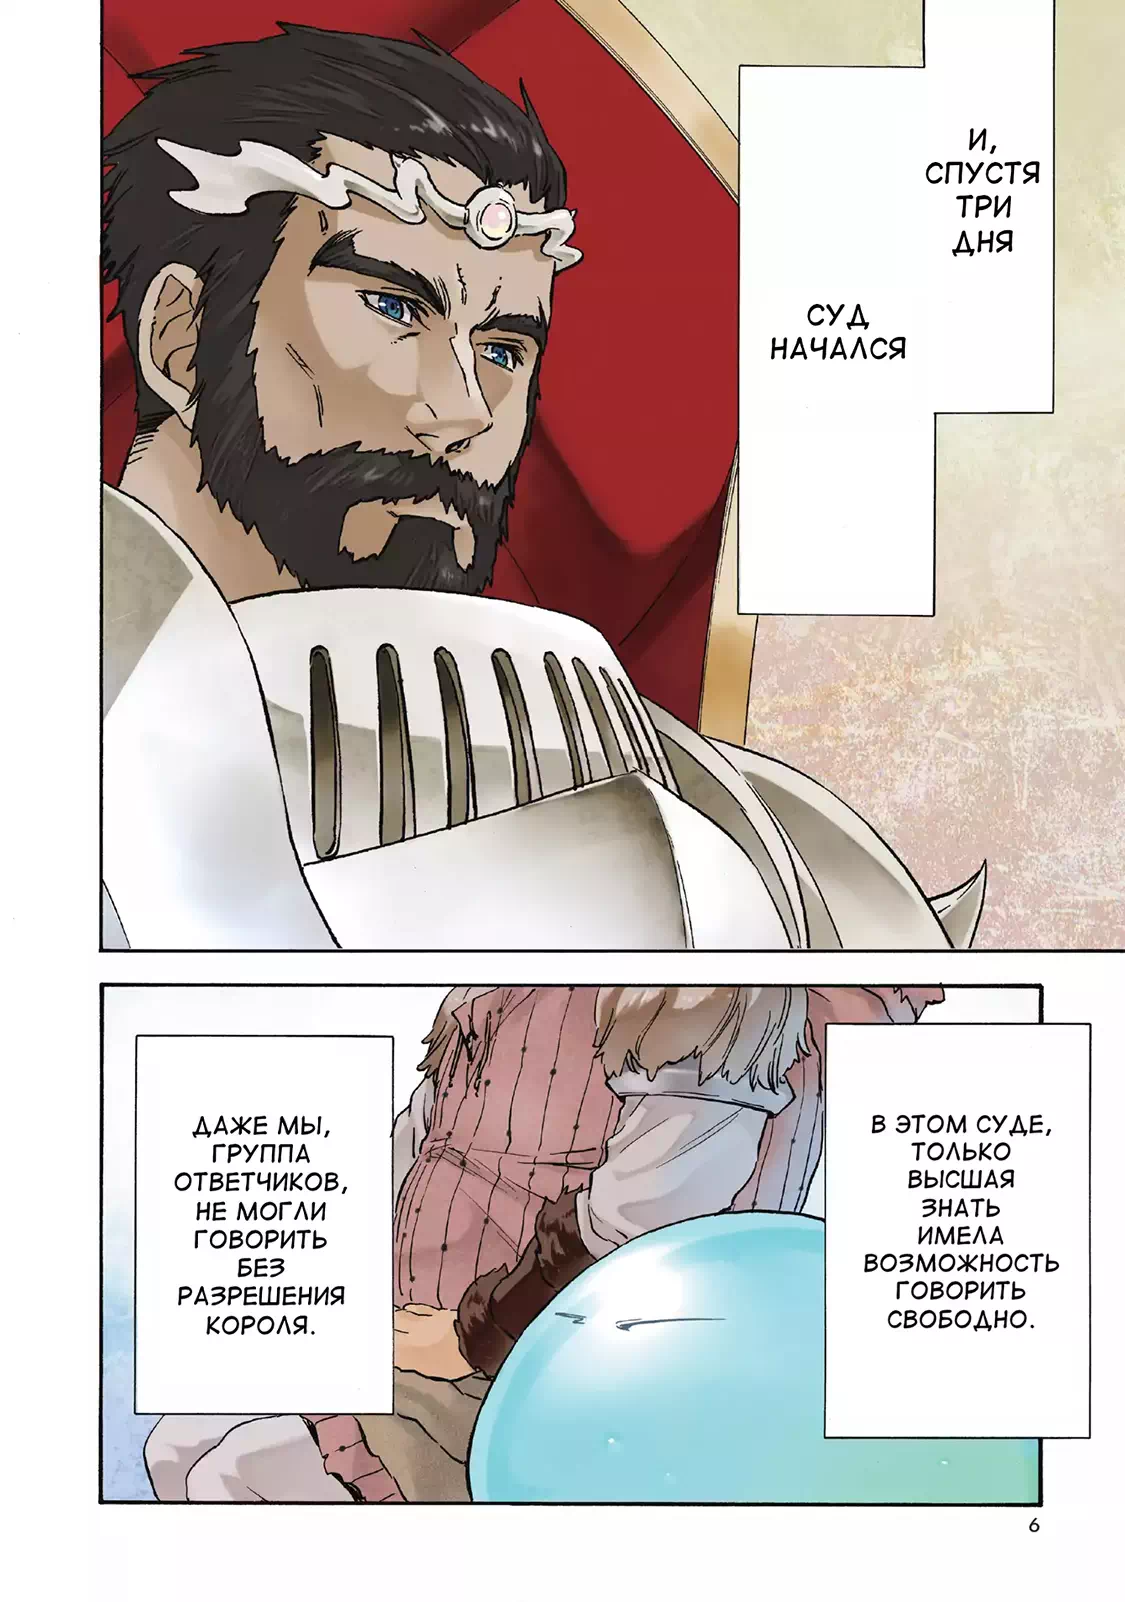 И,
СПУСТЯ
ТРИ
ДНЯ
СУД
НАЧАЛСЯ
В ЭТОМ СУДЕ,
ТОЛЬКО
ВЫСШАЯ
ЗНАТЬ
ИМЕЛА
ВОЗМОЖНОСТЬ
ГОВОРИТЬ
СВОБОДНО.
ДАЖЕ МЫ,
ГРУППА
ОТВЕТЧИКОВ,
НЕ МОГЛИ
ГОВОРИТЬ
БЕЗ
РАЗРЕШЕНИЯ
КОРОЛЯ.
6